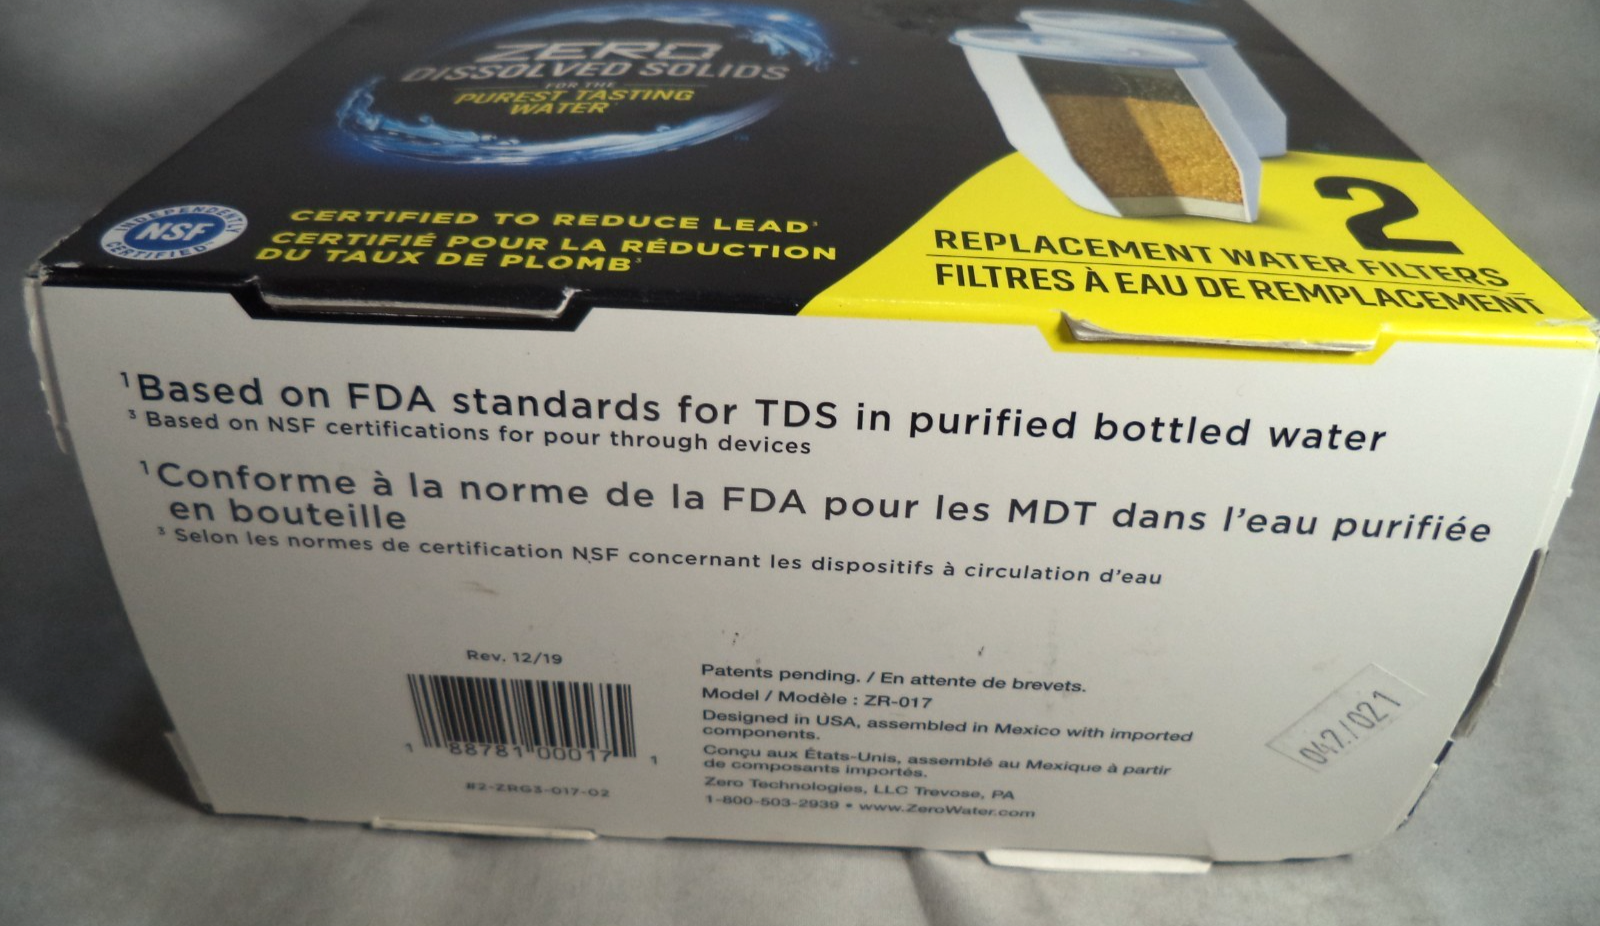 ZERO
DISSOLVED SOLIDS
FOR THE
PUREST TASTING
WATER
INDEPENDENTLY
NSF
CERTIFIED
CERTIFIED TO REDUCE LEAD³
CERTIFIÉ POUR LA RÉDUCTION
DU TAUX DE PLOMB³
2
REPLACEMENT WATER FILTERS
FILTRES À EAU DE REMPLACEMENT
¹Based on FDA standards for TDS in purified bottled water
³ Based on NSF certifications for pour through devices
¹Conforme à la norme de la FDA pour les MDT dans l'eau purifiée
en bouteille
³ Selon les normes de certification NSF concernant les dispositifs à circulation d'eau
Rev. 12/19
1 88781 00017 1
#2-ZRG3-017-02
Patents pending. / En attente de brevets.
Model / Modèle : ZR-017
Designed in USA, assembled in Mexico with imported
components.
Conçu aux États-Unis, assemblé au Mexique à partir
de composants importés.
Zero Technologies, LLC Trevose, PA
1-800-503-2939 • www.ZeroWater.com